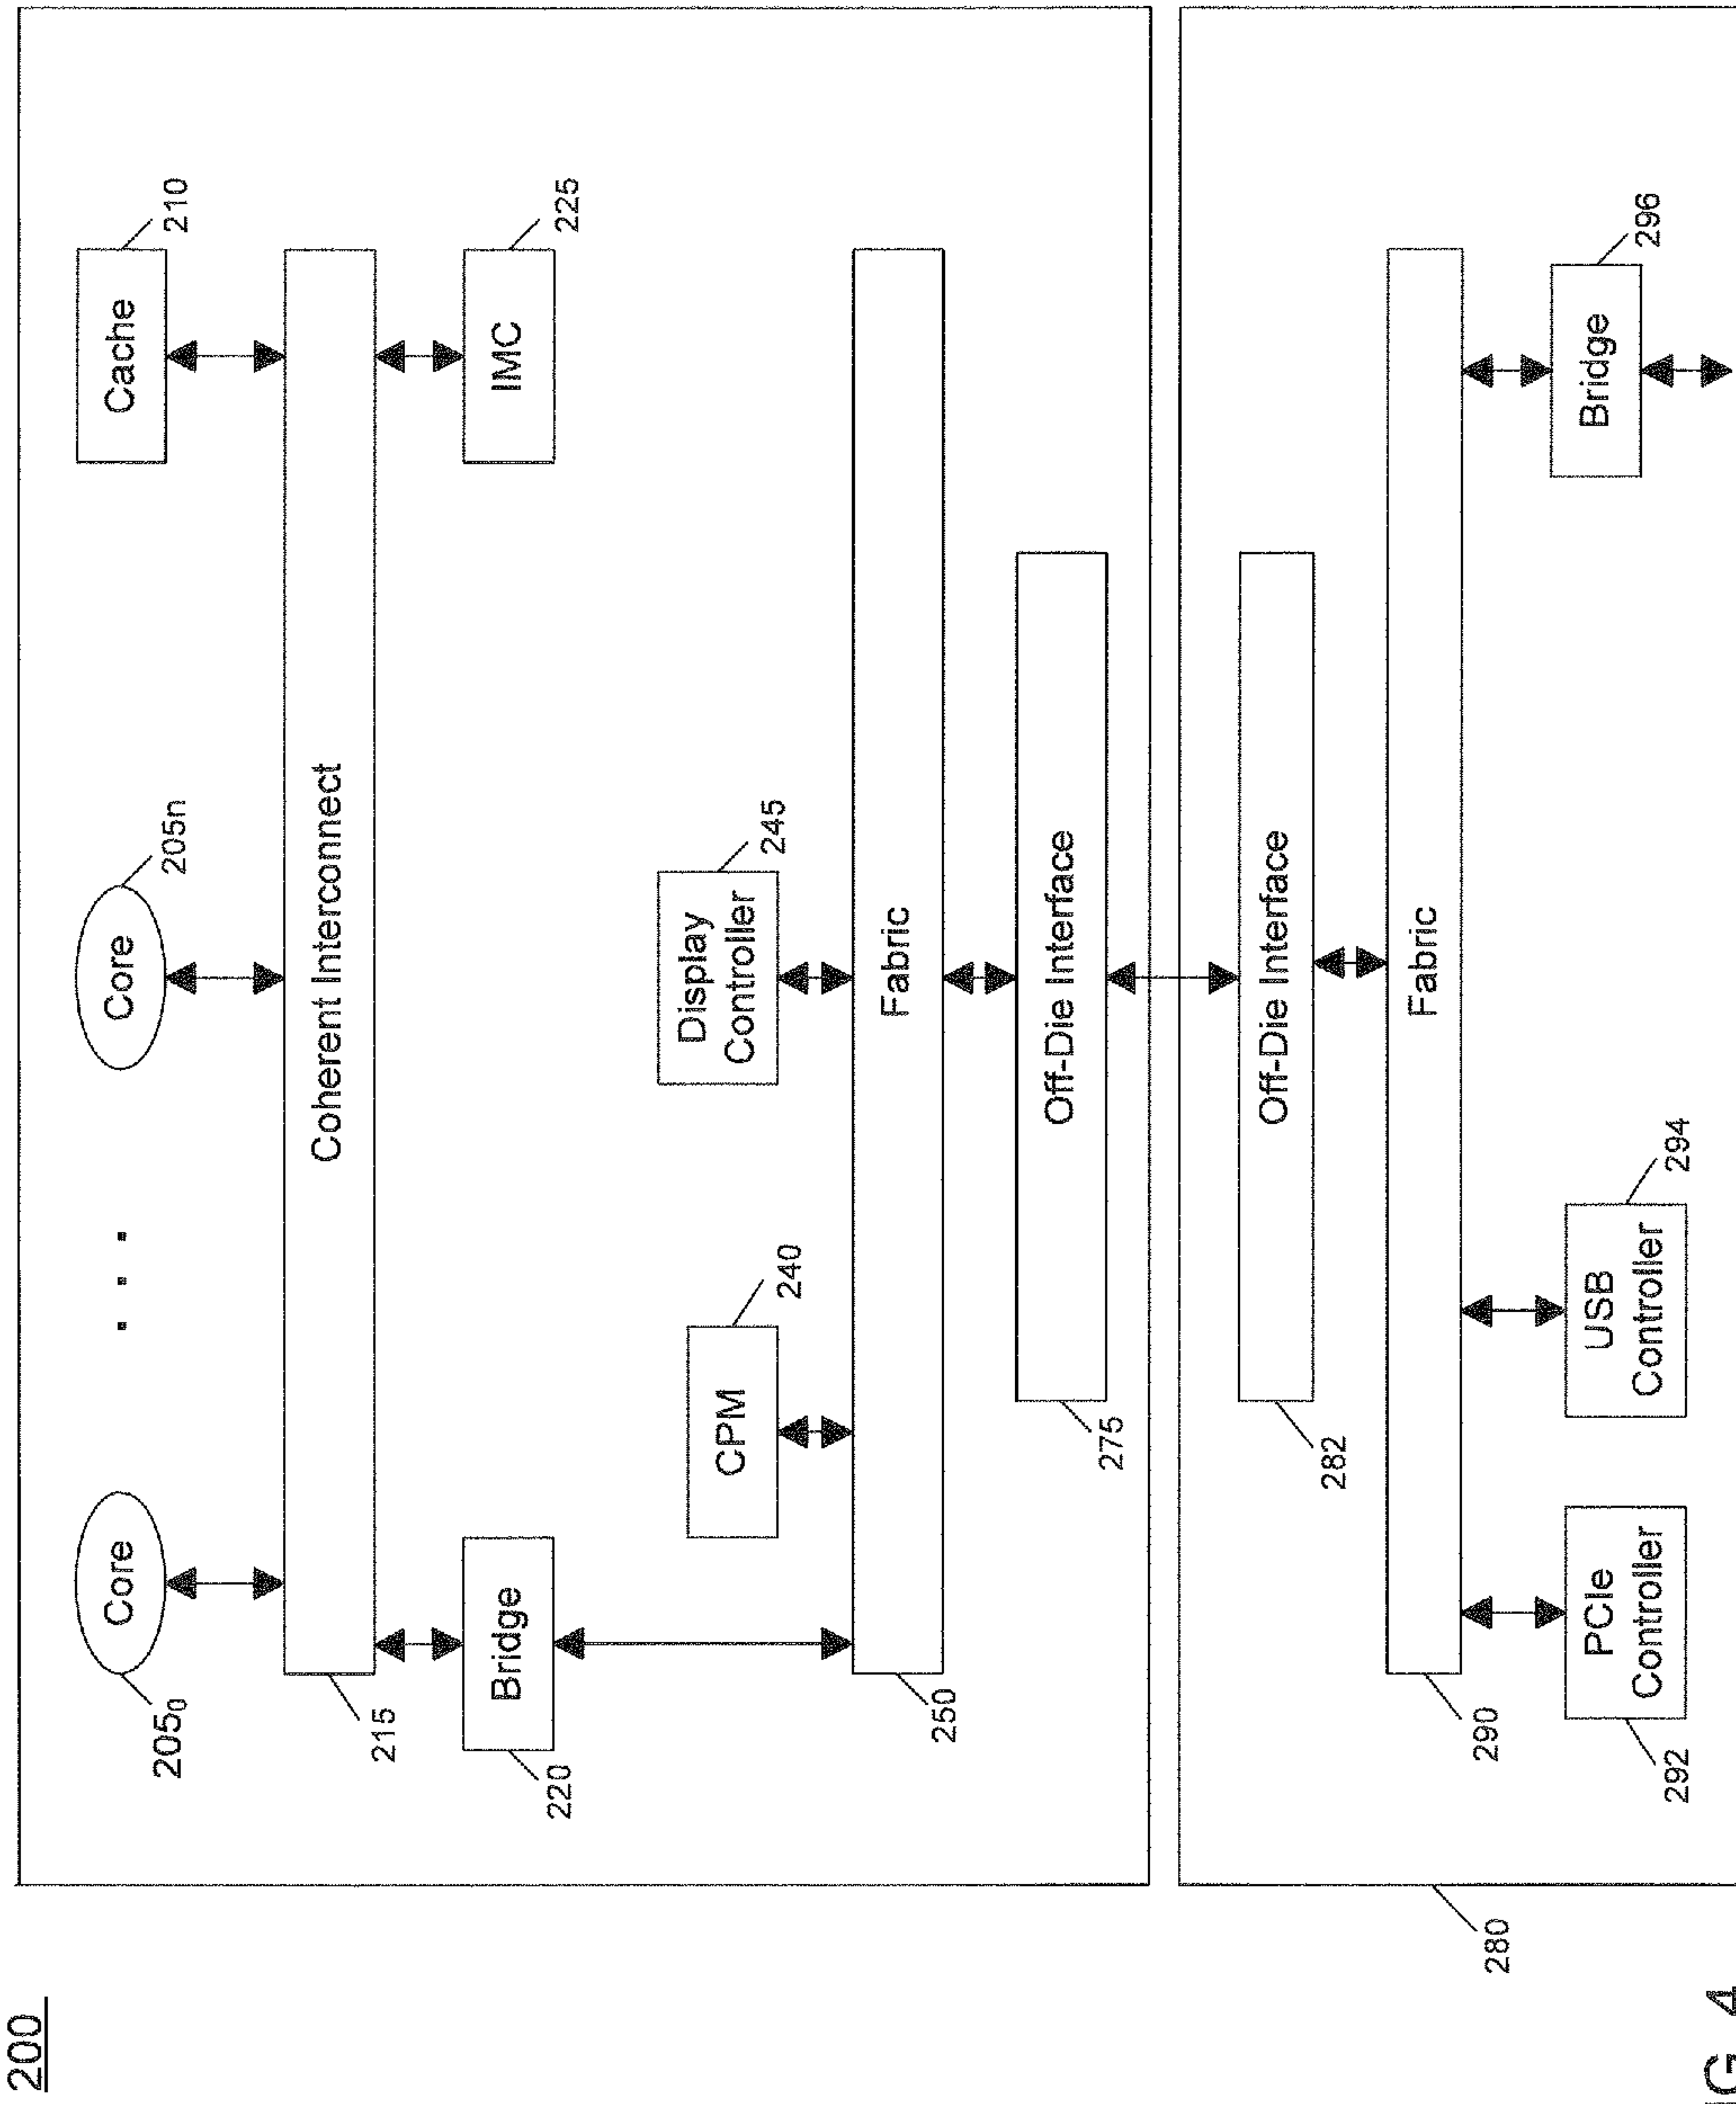 200
Core
205₀
. . .
Core
205n
Cache
210
Coherent Interconnect
215
Bridge
220
IMC
225
CPM
240
Display
Controller
245
Fabric
250
Off-Die Interface
275
280
Off-Die Interface
282
Fabric
290
PCIe
Controller
292
USB
Controller
294
Bridge
296